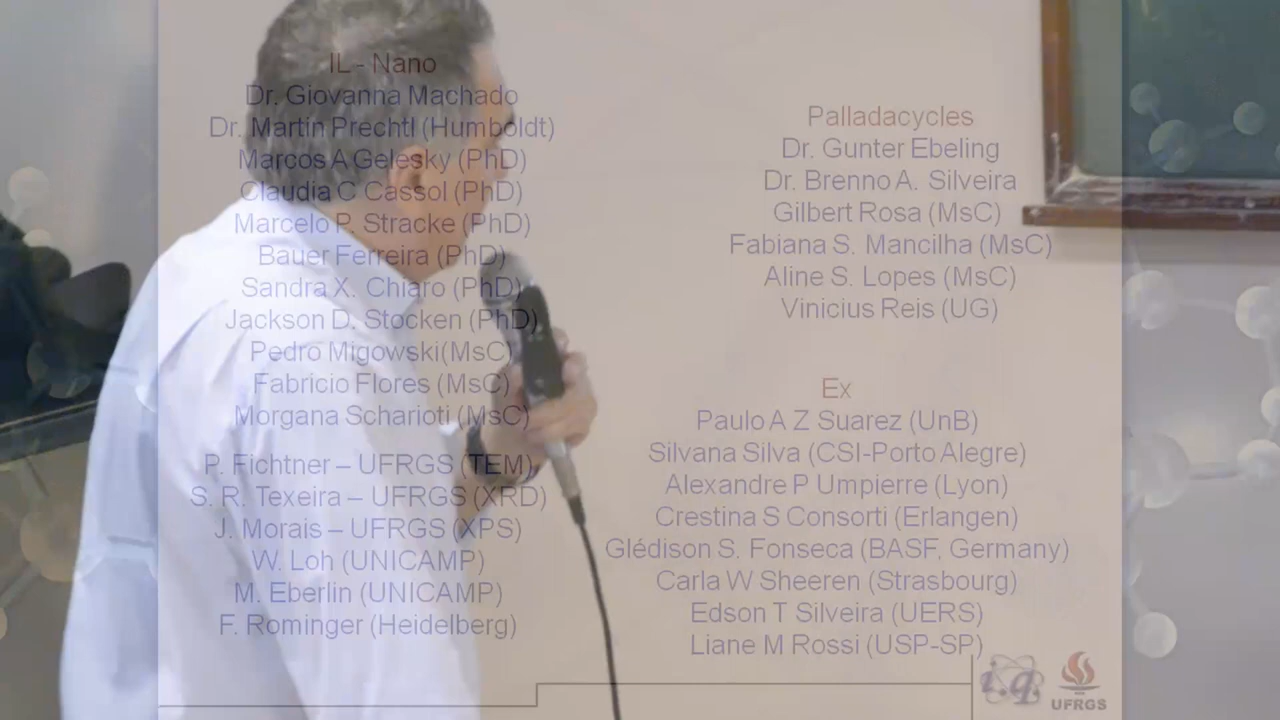 IL - Nano
Dr. Giovanna Machado
Dr. Martin Prechtl (Humboldt)
Marcos A Gelesky (PhD)
Claudia C Cassol (PhD)
Marcelo P. Stracke (PhD)
Bauer Ferreira (PhD)
Sandra X. Chiaro (PhD)
Jackson D. Stocken (PhD)
Pedro Migowski(MsC)
Fabricio Flores (MsC)
Morgana Scharioti (MsC)
P. Fichtner – UFRGS (TEM)
S. R. Texeira – UFRGS (XRD)
J. Morais – UFRGS (XPS)
W. Loh (UNICAMP)
M. Eberlin (UNICAMP)
F. Rominger (Heidelberg)
Palladacycles
Dr. Gunter Ebeling
Dr. Brenno A. Silveira
Gilbert Rosa (MsC)
Fabiana S. Mancilha (MsC)
Aline S. Lopes (MsC)
Vinicius Reis (UG)
Ex
Paulo A Z Suarez (UnB)
Silvana Silva (CSI-Porto Alegre)
Alexandre P Umpierre (Lyon)
Crestina S Consorti (Erlangen)
Glédison S. Fonseca (BASF, Germany)
Carla W Sheeren (Strasbourg)
Edson T Silveira (UERS)
Liane M Rossi (USP-SP)
i.q.
UFRGS